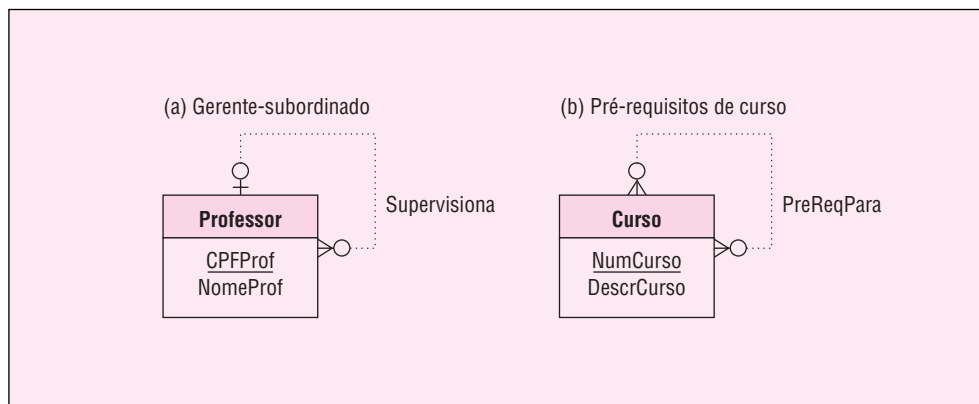 (a) Gerente-subordinado
Supervisiona
Professor
CPFProf
NomeProf
(b) Pré-requisitos de curso
PreReqPara
Curso
NumCurso
DescrCurso